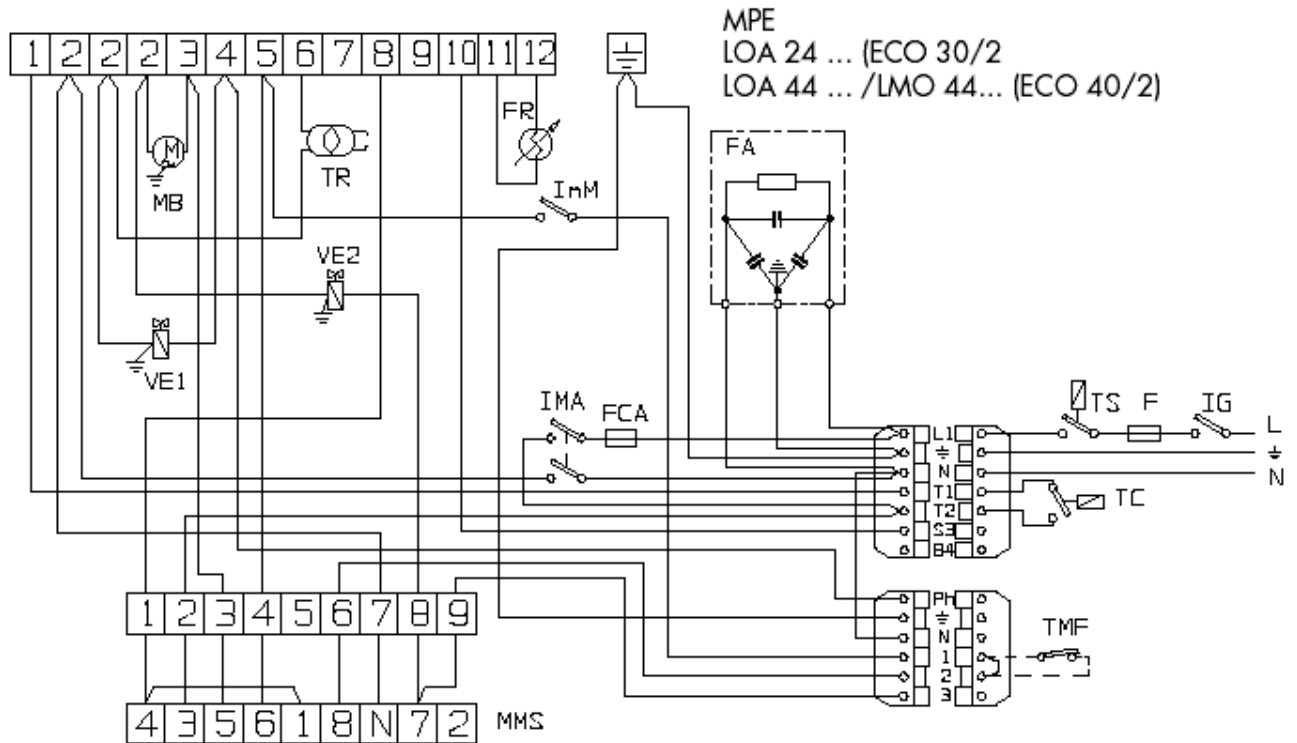 MPE
LOA 24 ... (ECO 30/2
LOA 44 ... /LMO 44... (ECO 40/2)
1 2 2 2 3 4 5 6 7 8 9 10 11 12
FR
FA
M
MB
TR
InM
VE2
VE1
IMA
FCA
TS F IG
L1
L
N
N
T1
T2
TC
S3
B4
1 2 3 4 5 6 7 8 9
PH
N
TMF
1
2
3
4 3 5 6 1 8 N 7 2
MMS